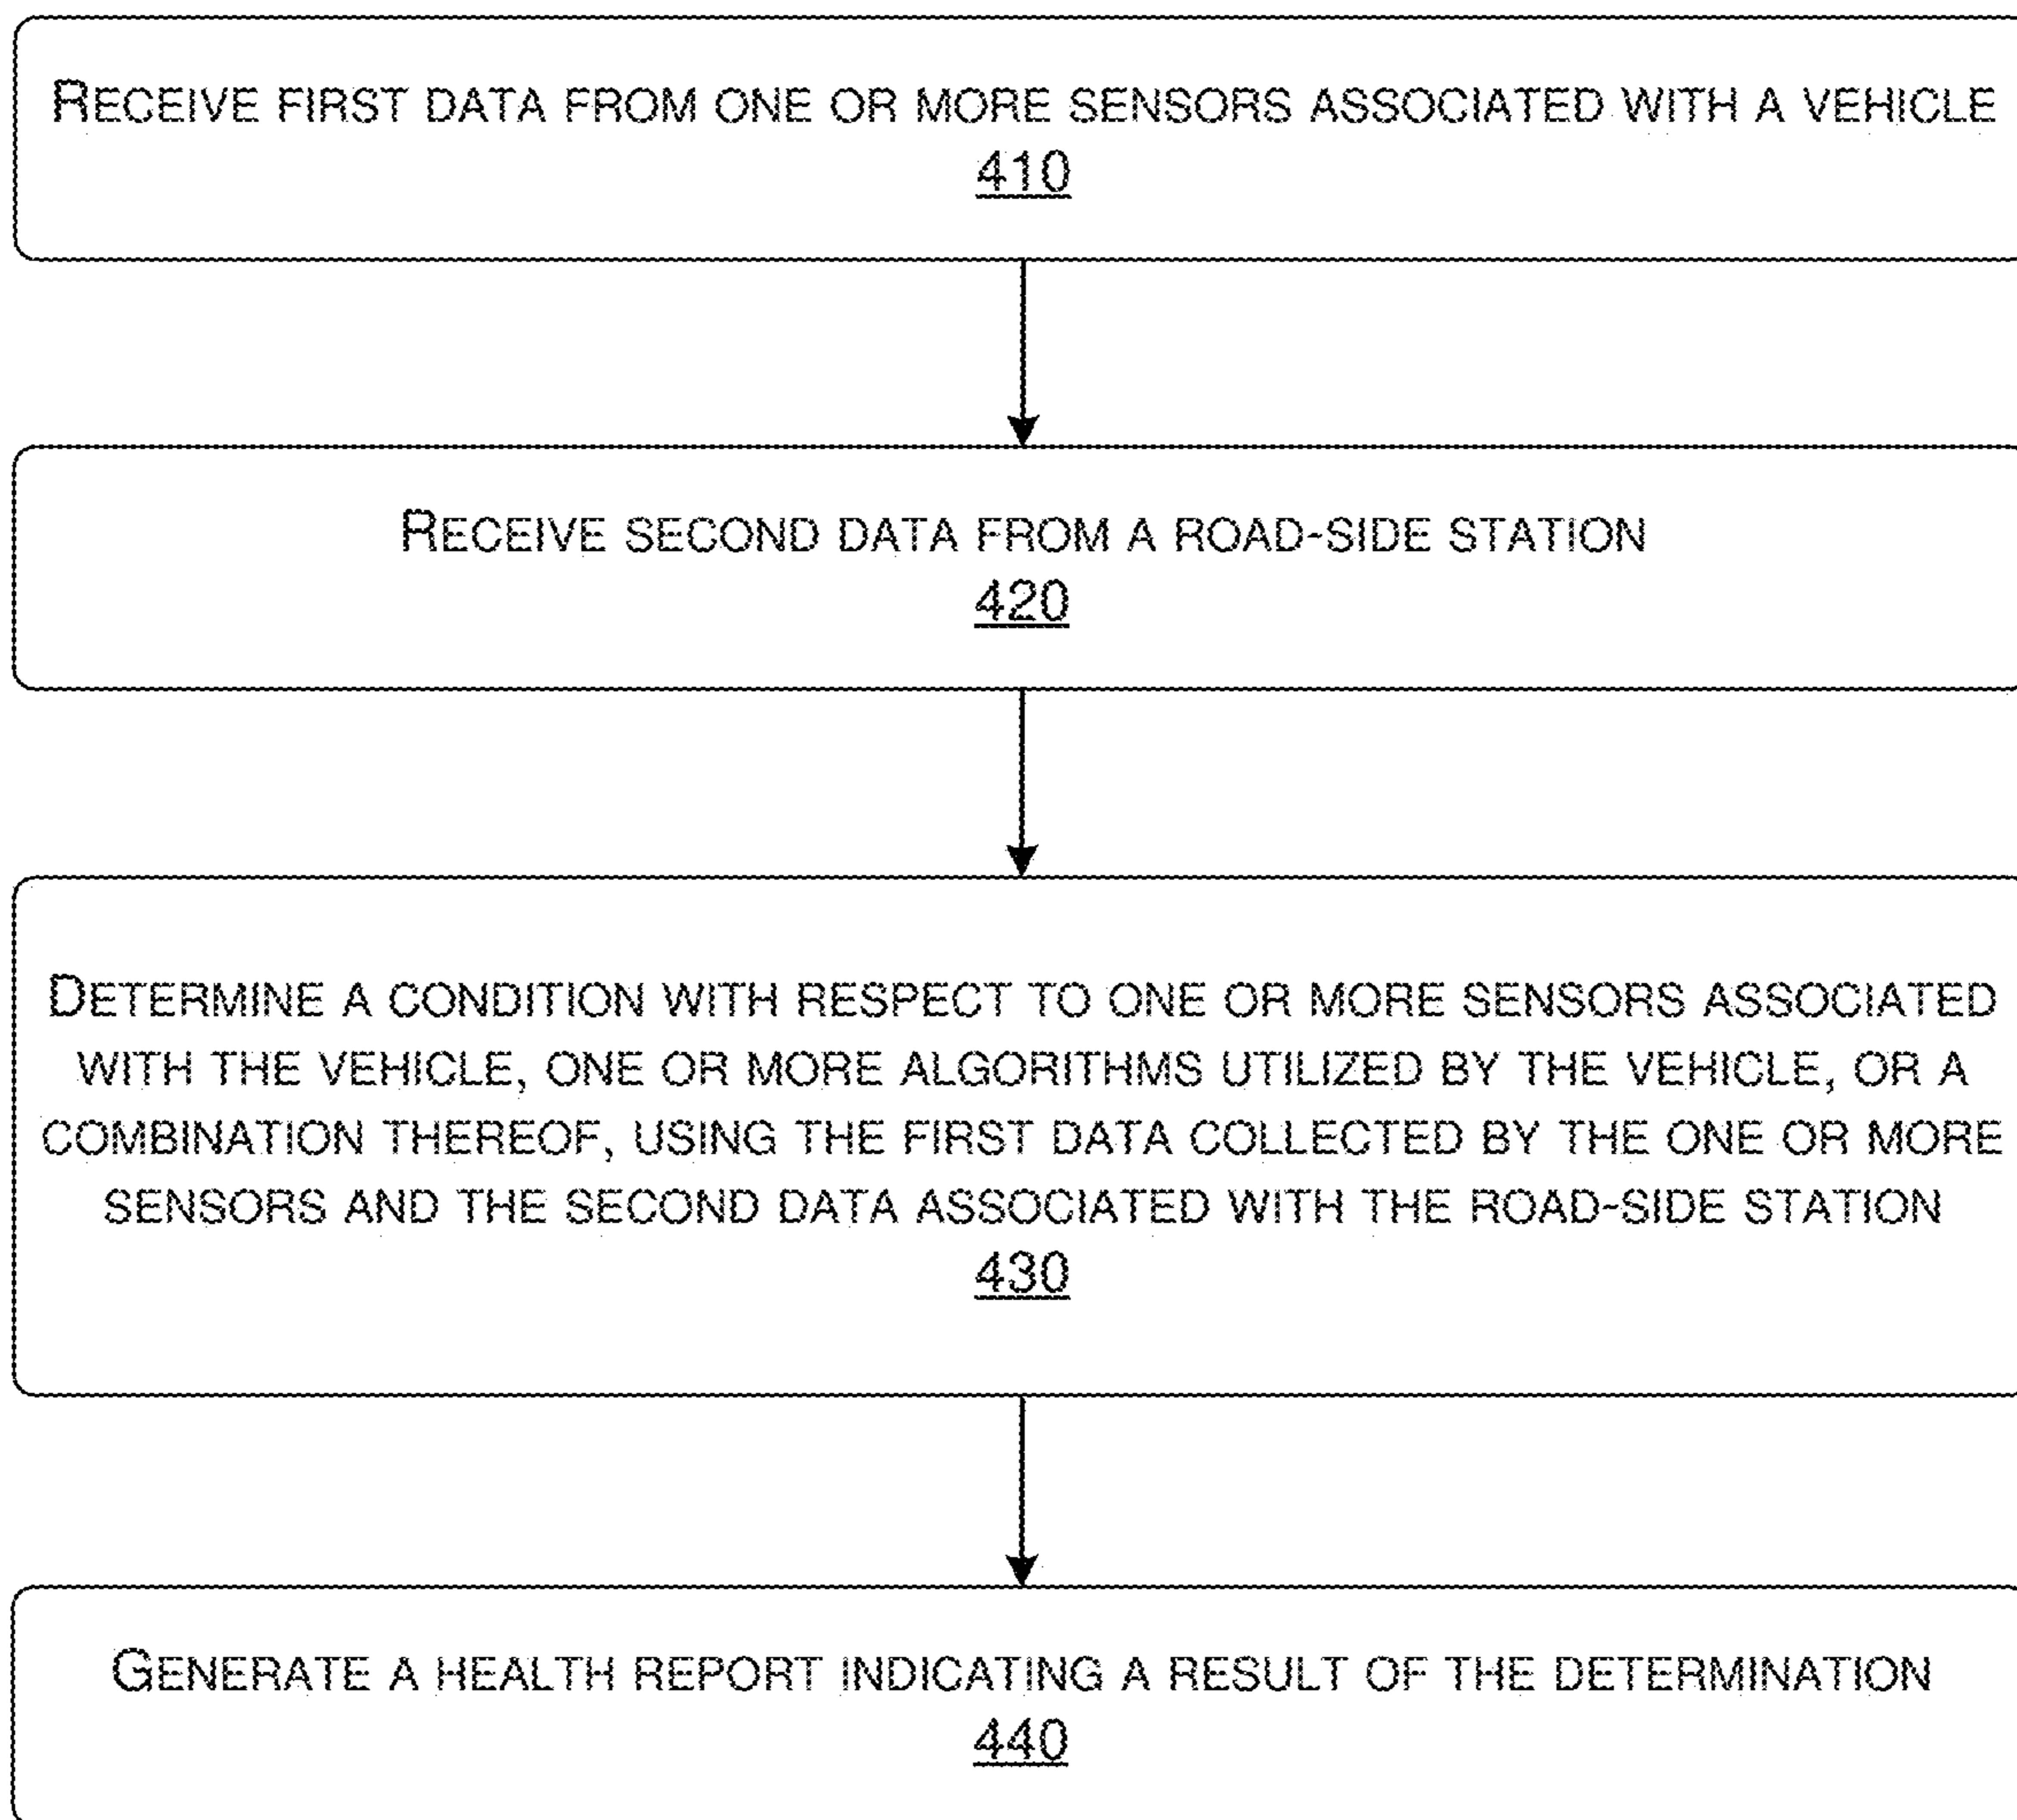 RECEIVE FIRST DATA FROM ONE OR MORE SENSORS ASSOCIATED WITH A VEHICLE
410
RECEIVE SECOND DATA FROM A ROAD-SIDE STATION
420
DETERMINE A CONDITION WITH RESPECT TO ONE OR MORE SENSORS ASSOCIATED
WITH THE VEHICLE, ONE OR MORE ALGORITHMS UTILIZED BY THE VEHICLE, OR A
COMBINATION THEREOF, USING THE FIRST DATA COLLECTED BY THE ONE OR MORE
SENSORS AND THE SECOND DATA ASSOCIATED WITH THE ROAD-SIDE STATION
430
GENERATE A HEALTH REPORT INDICATING A RESULT OF THE DETERMINATION
440